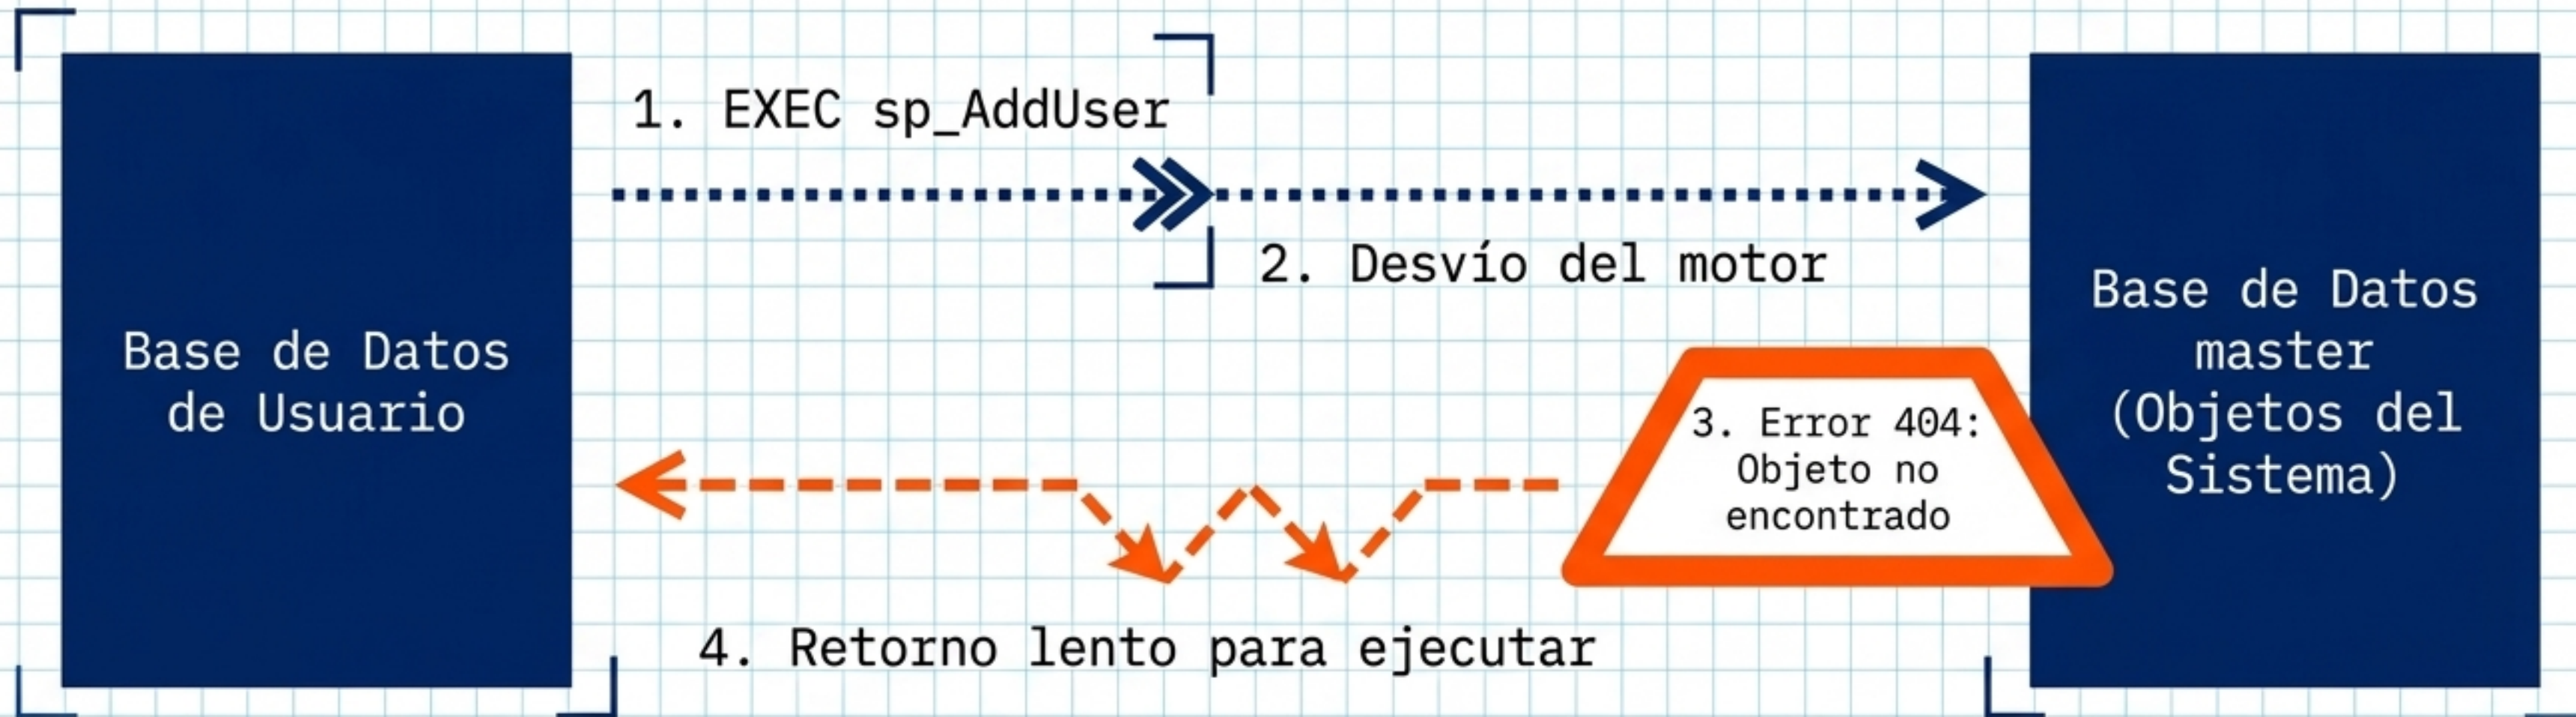 1. EXEC sp_AddUser
2. Desvío del motor
Base de Datos
de Usuario
Base de Datos
master
(Objetos del
Sistema)
3. Error 404:
Objeto no
encontrado
4. Retorno lento para ejecutar